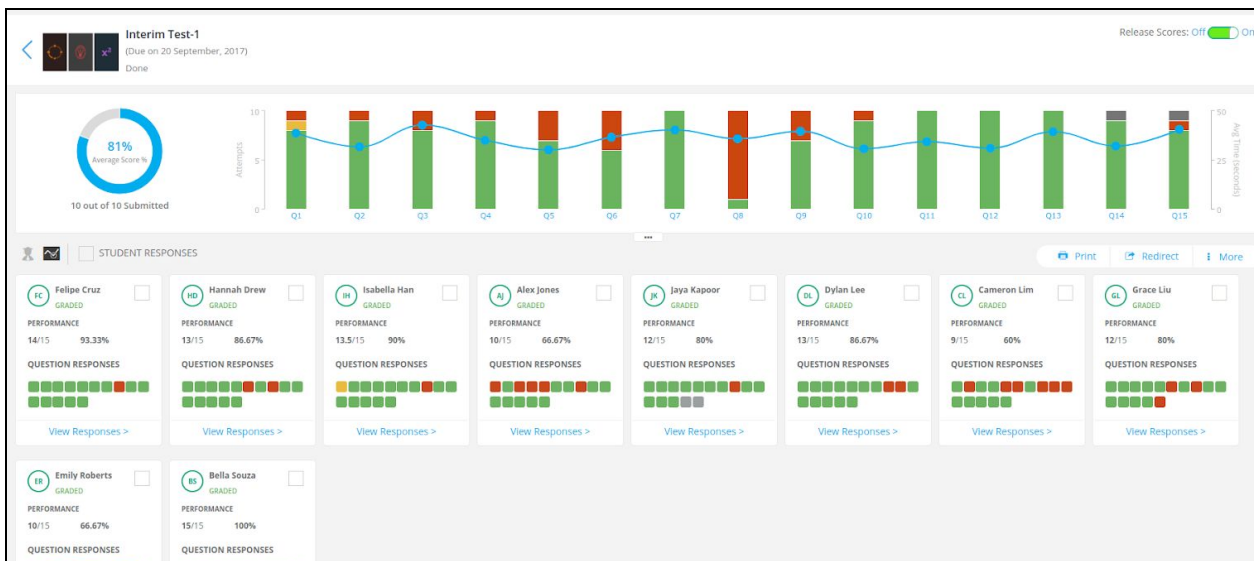 Interim Test-1
(Due on 20 September, 2017)
Done
x²
Release Scores: Off On
81%
Average Score %
10 out of 10 Submitted
Attempts
10
5
0
Q1 Q2 Q3 Q4 Q5 Q6 Q7 Q8 Q9 Q10 Q11 Q12 Q13 Q14 Q15
50
25
0
Avg Time (seconds)
STUDENT RESPONSES
Print Redirect More
FC Felipe Cruz
GRADED
PERFORMANCE
14/15 93.33%
QUESTION RESPONSES
View Responses >
HD Hannah Drew
GRADED
PERFORMANCE
13/15 86.67%
QUESTION RESPONSES
View Responses >
IH Isabella Han
GRADED
PERFORMANCE
13.5/15 90%
QUESTION RESPONSES
View Responses >
AJ Alex Jones
GRADED
PERFORMANCE
10/15 66.67%
QUESTION RESPONSES
View Responses >
JK Jaya Kapoor
GRADED
PERFORMANCE
12/15 80%
QUESTION RESPONSES
View Responses >
DL Dylan Lee
GRADED
PERFORMANCE
13/15 86.67%
QUESTION RESPONSES
View Responses >
CL Cameron Lim
GRADED
PERFORMANCE
9/15 60%
QUESTION RESPONSES
View Responses >
GL Grace Liu
GRADED
PERFORMANCE
12/15 80%
QUESTION RESPONSES
View Responses >
ER Emily Roberts
GRADED
PERFORMANCE
10/15 66.67%
QUESTION RESPONSES
BS Bella Souza
GRADED
PERFORMANCE
15/15 100%
QUESTION RESPONSES